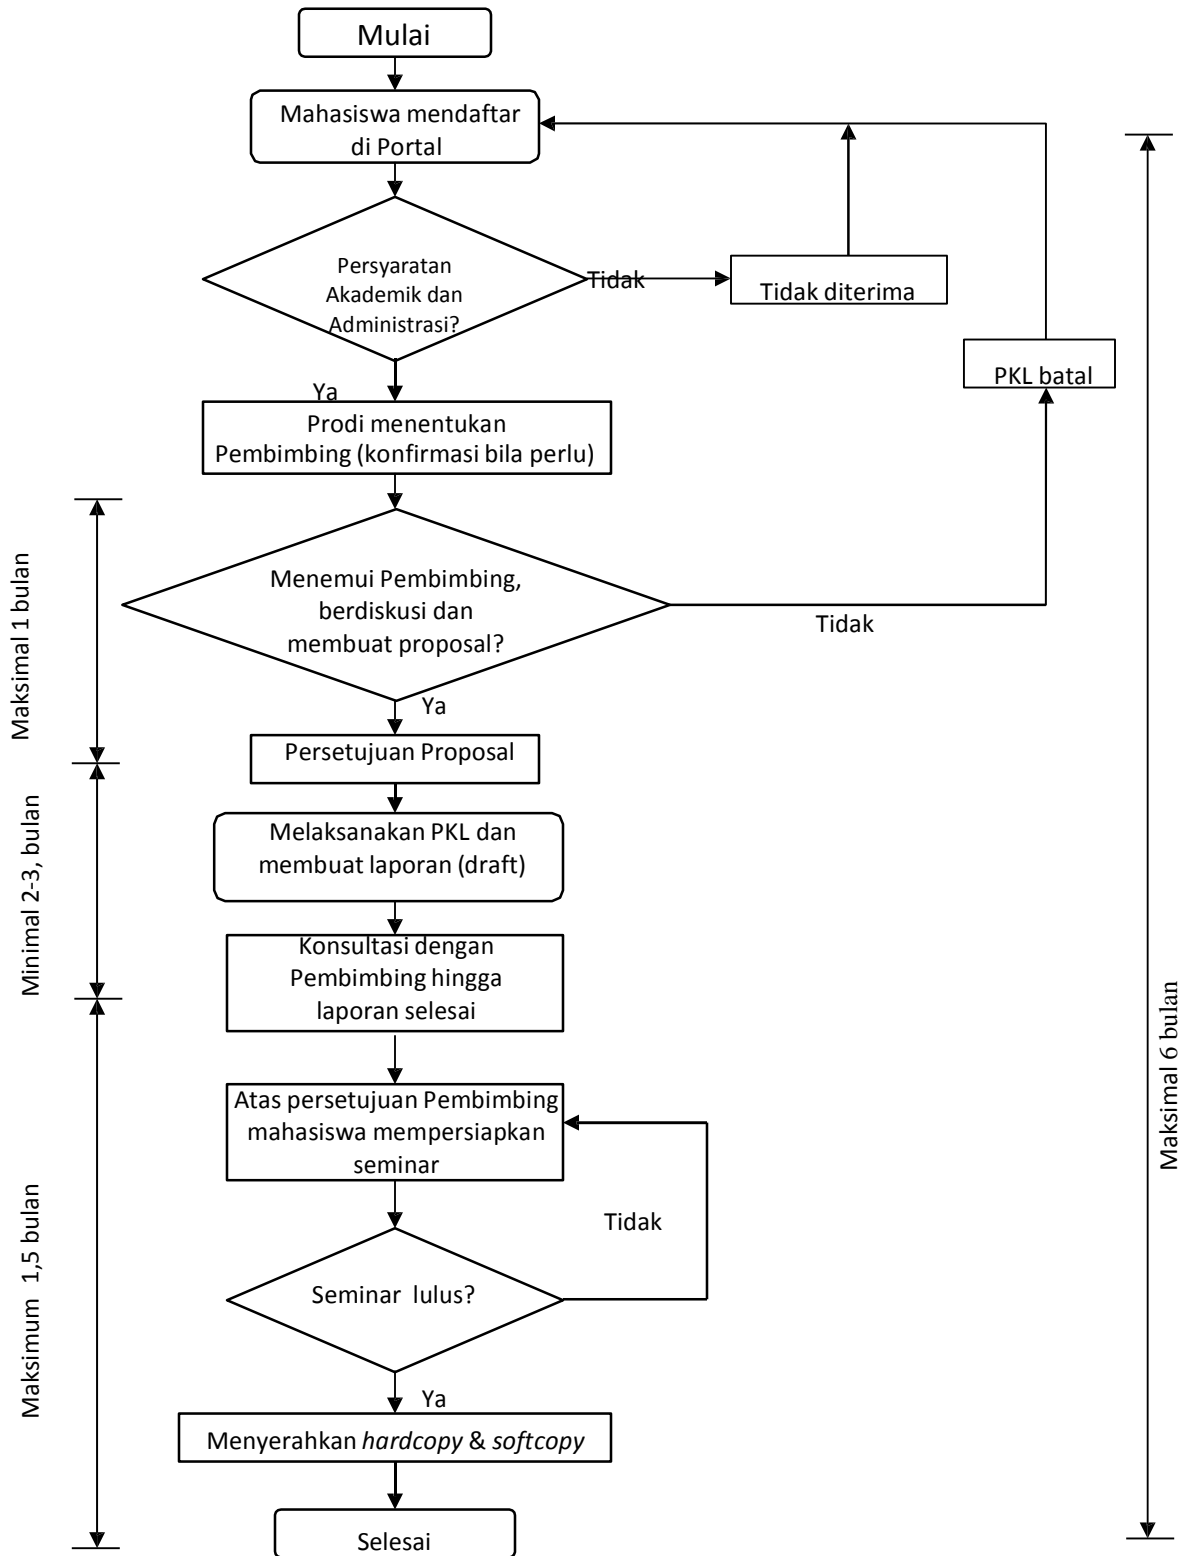 Mulai
Mahasiswa mendaftar
di Portal
Persyaratan
Akademik dan
Administrasi?
Tidak
Tidak diterima
PKL batal
Ya
Prodi menentukan
Pembimbing (konfirmasi bila perlu)
Menemui Pembimbing,
berdiskusi dan
membuat proposal?
Tidak
Ya
Persetujuan Proposal
Melaksanakan PKL dan
membuat laporan (draft)
Konsultasi dengan
Pembimbing hingga
laporan selesai
Atas persetujuan Pembimbing
mahasiswa mempersiapkan
seminar
Tidak
Seminar lulus?
Ya
Menyerahkan hardcopy & softcopy
Selesai
Maksimal 1 bulan
Minimal 2-3, bulan
Maksimum 1,5 bulan
Maksimal 6 bulan